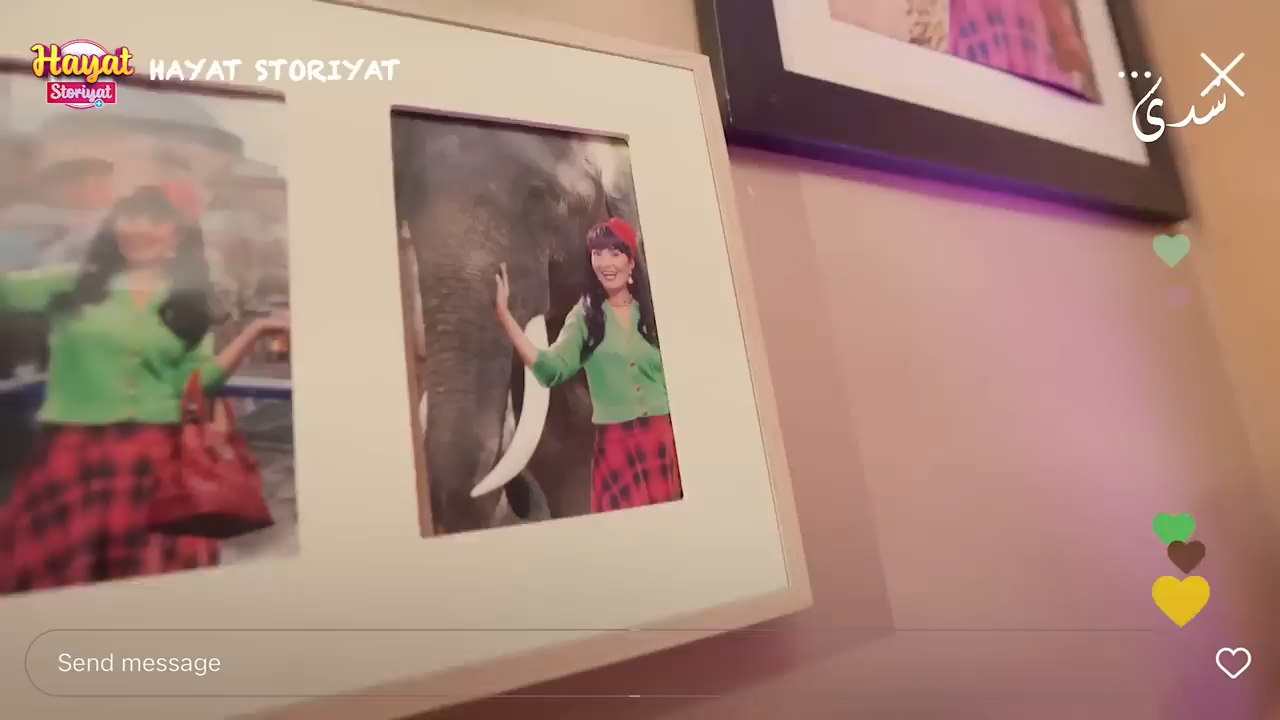 Hayat
Storiyat
HAYAT STORIYAT
شدى
Send message